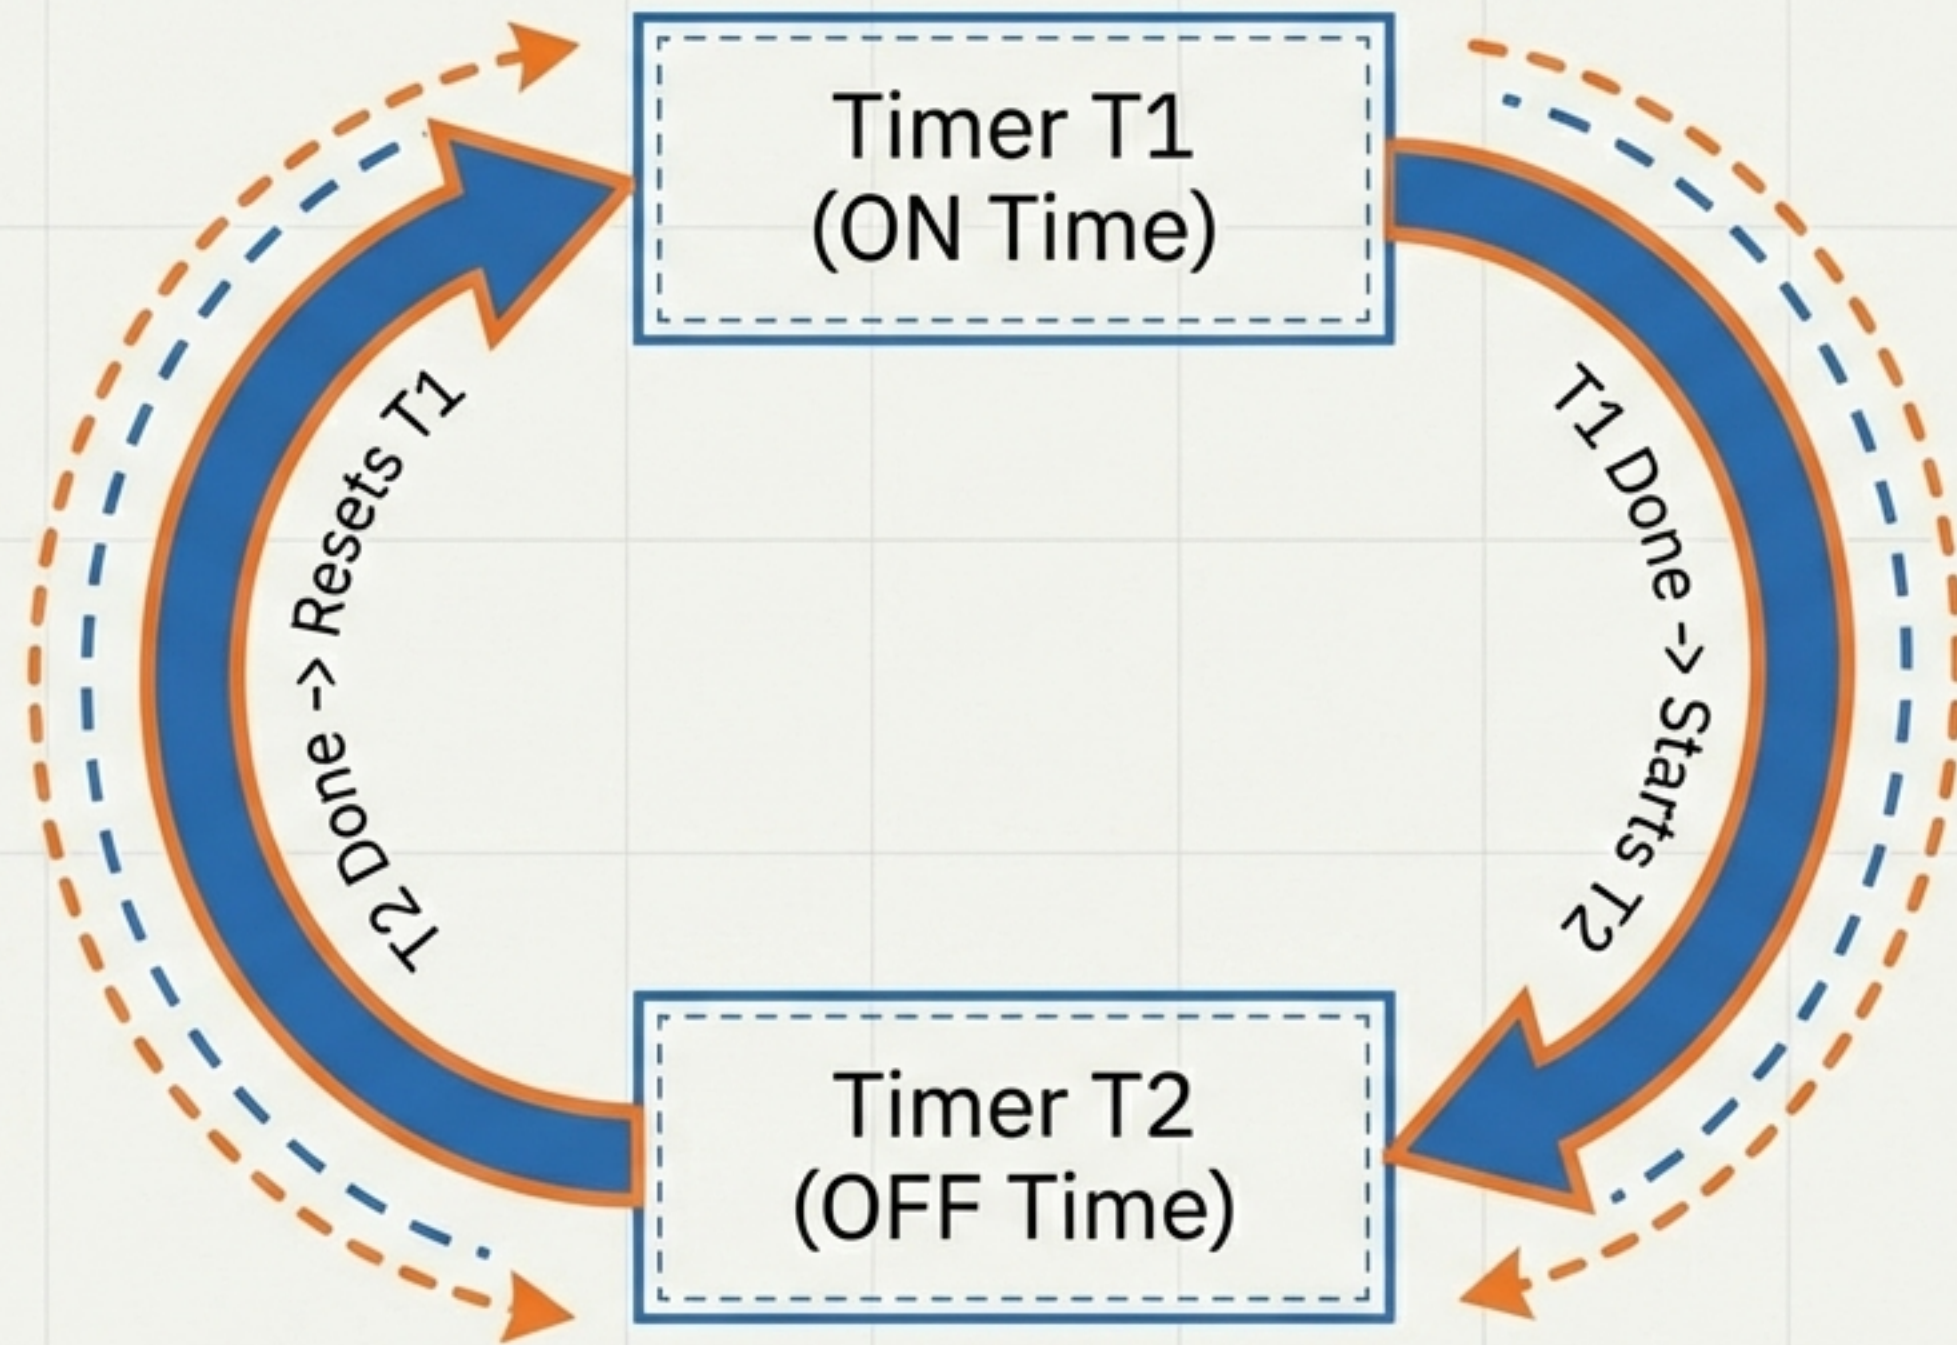 Timer T1
(ON Time)
T1 Done -> Starts T2
Timer T2
(OFF Time)
T2 Done -> Resets T1